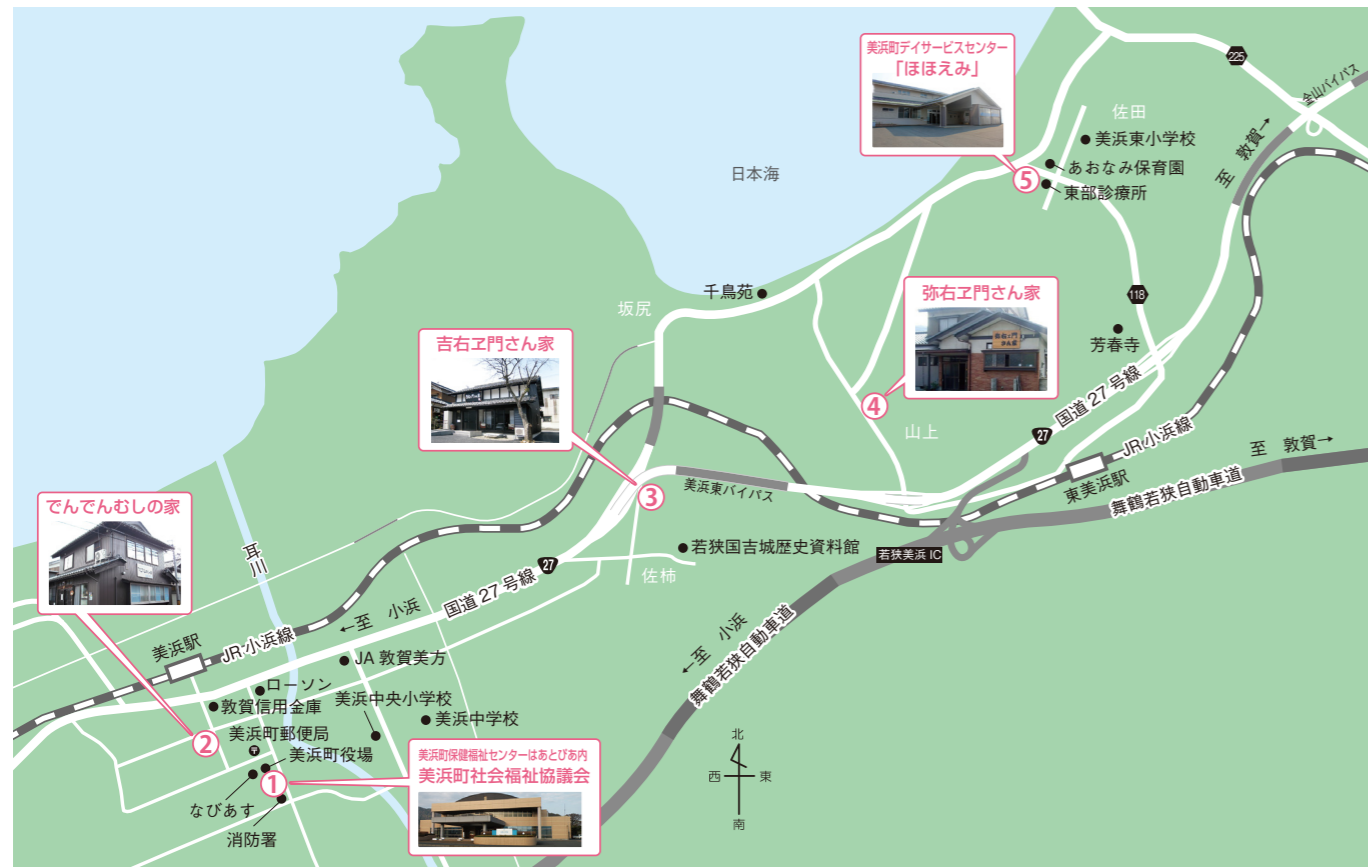 美浜町デイサービスセンター
「ほほえみ」
225
金山バイパス
佐田
美浜東小学校
あおなみ保育園
東部診療所
⑤
至 敦賀→
日本海
千鳥苑
坂尻
弥右ヱ門さん家
118
芳春寺
④
山上
吉右ヱ門さん家
国道27号線
27
JR小浜線
東美浜駅
至 敦賀→
舞鶴若狭自動車道
③
美浜東バイパス
若狭国吉城歴史資料館
若狭美浜IC
佐柿
でんでんむしの家
耳川
27
国道27号線
←至 小浜
←至 小浜
舞鶴若狭自動車道
美浜駅
JR小浜線
JA敦賀美方
ローソン
敦賀信用金庫
美浜中央小学校
美浜中学校
②
美浜町郵便局
〒
美浜町役場
①
なびあす
消防署
美浜町保健福祉センターはあとぴあ内
美浜町社会福祉協議会
北
西
東
南